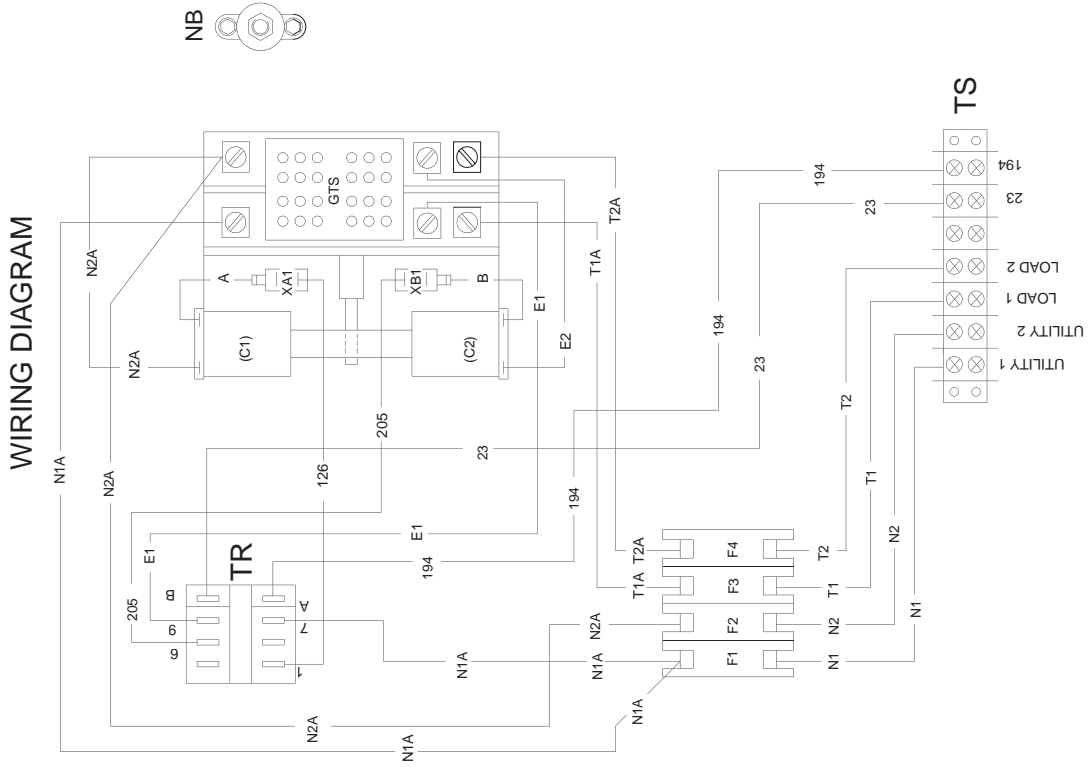 WIRING DIAGRAM
NB
N1A
N2A
N2A
N2A
N1A
N2A
N1A
GTS
A
XA1
XB1
B
(C1)
(C2)
E1
E2
T1A
T2A
205
126
23
194
E1
194
E1
205
TR
B
9
6
A
7
1
N1A
N1A
N1A
N2A
T1A
T2A
F1
F2
F3
F4
N1
N2
T1
T2
N1
N2
T1
T2
23
194
23
194
TS
194
23
LOAD 2
LOAD 1
UTILITY 2
UTILITY 1